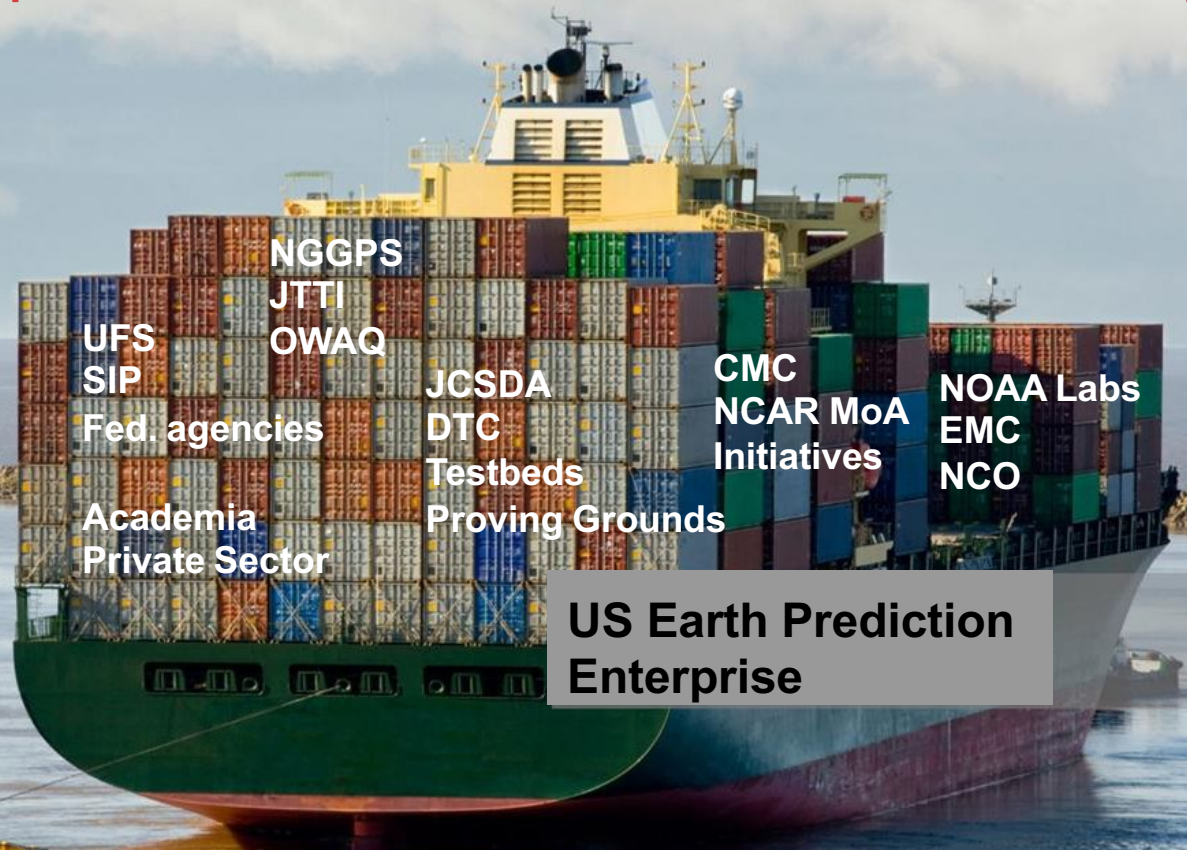 NGGPS
JTTI
OWAQ
UFS
SIP
Fed. agencies
Academia
Private Sector
JCSDA
DTC
Testbeds
Proving Grounds
CMC
NCAR MoA
Initiatives
NOAA Labs
EMC
NCO
US Earth Prediction
Enterprise